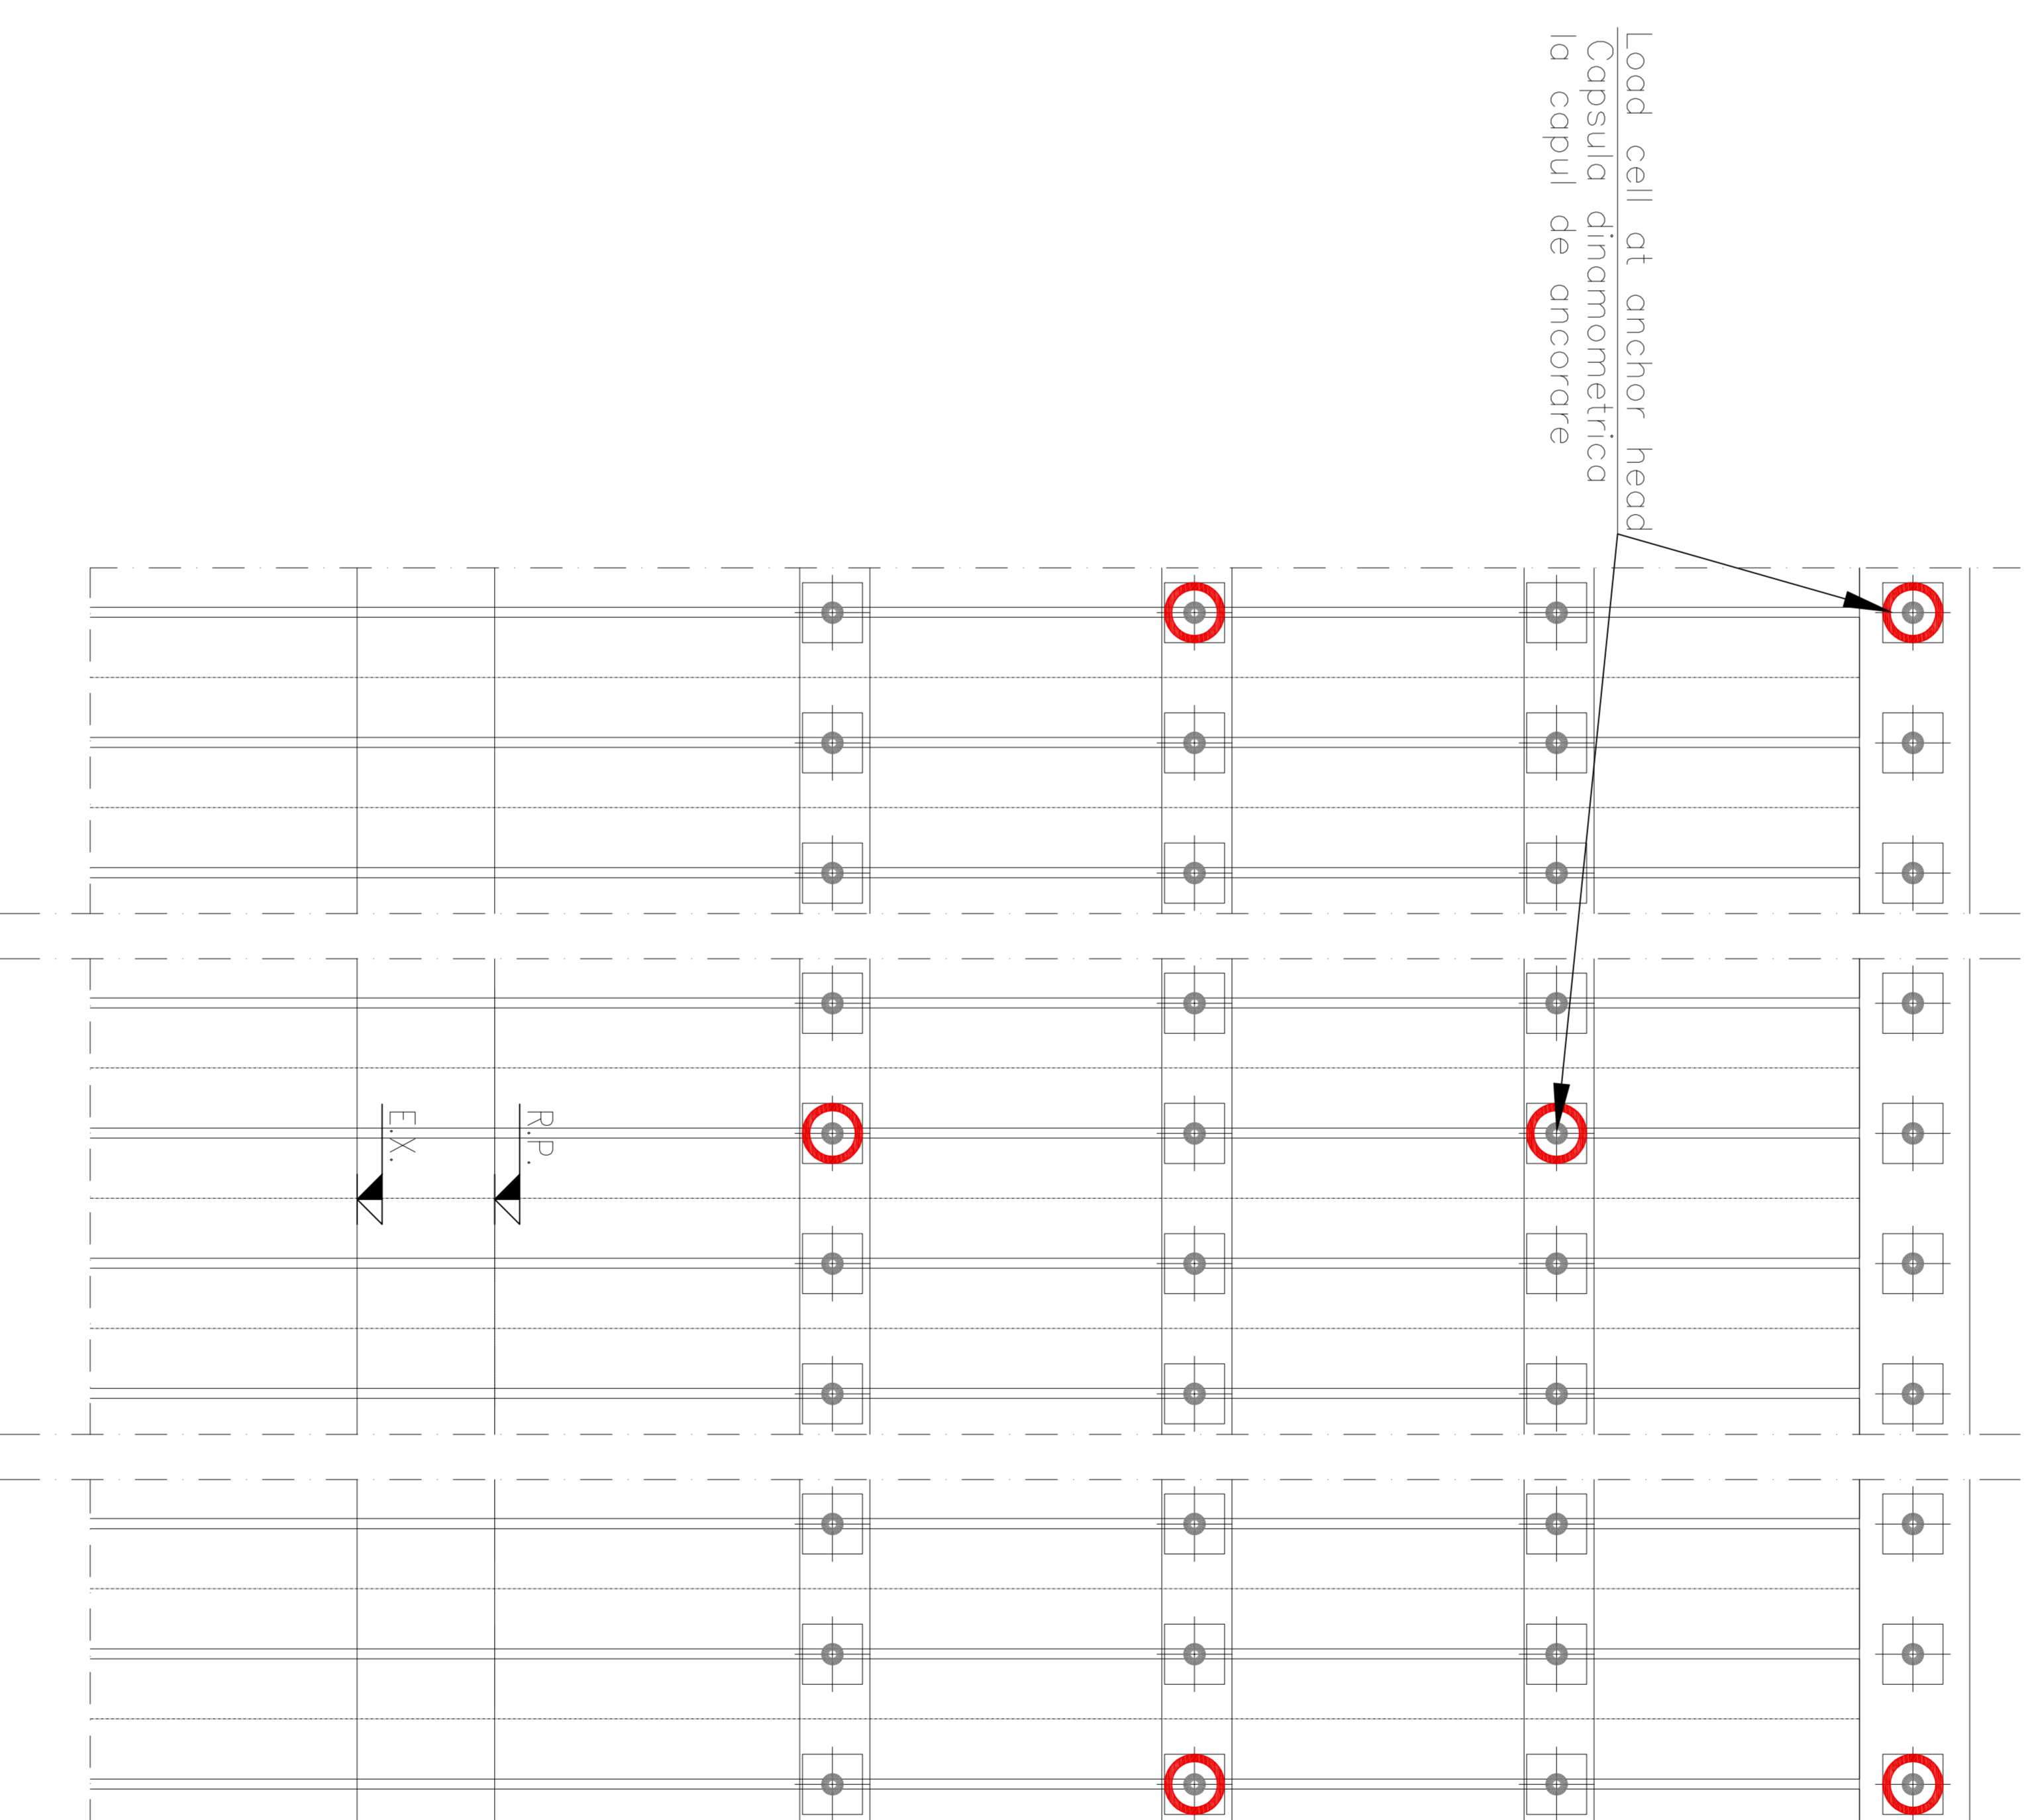 Load cell at anchor head
Capsula dinamometrica
la capul de ancorare
R.P.
E.X.